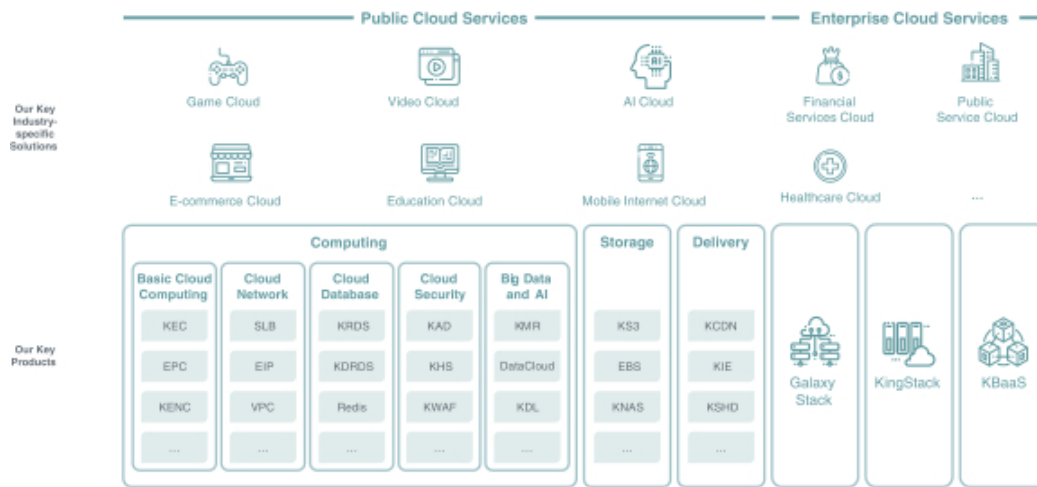 Public Cloud Services
Enterprise Cloud Services
Our Key
Industry-
specific
Solutions
Game Cloud
Video Cloud
AI
AI Cloud
$
Financial
Services Cloud
Public
Service Cloud
E-commerce Cloud
Education Cloud
Mobile Internet Cloud
Healthcare Cloud
...
Our Key
Products
Computing
Basic Cloud
Computing
KEC
EPC
KENC
...
Cloud
Network
SLB
EIP
VPC
...
Cloud
Database
KRDS
KDRDS
Redis
...
Cloud
Security
KAD
KHS
KWAF
...
Big Data
and AI
KMR
DataCloud
KDL
...
Storage
KS3
EBS
KNAS
...
Delivery
KCDN
KIE
KSHD
...
Galaxy
Stack
KingStack
KBaaS